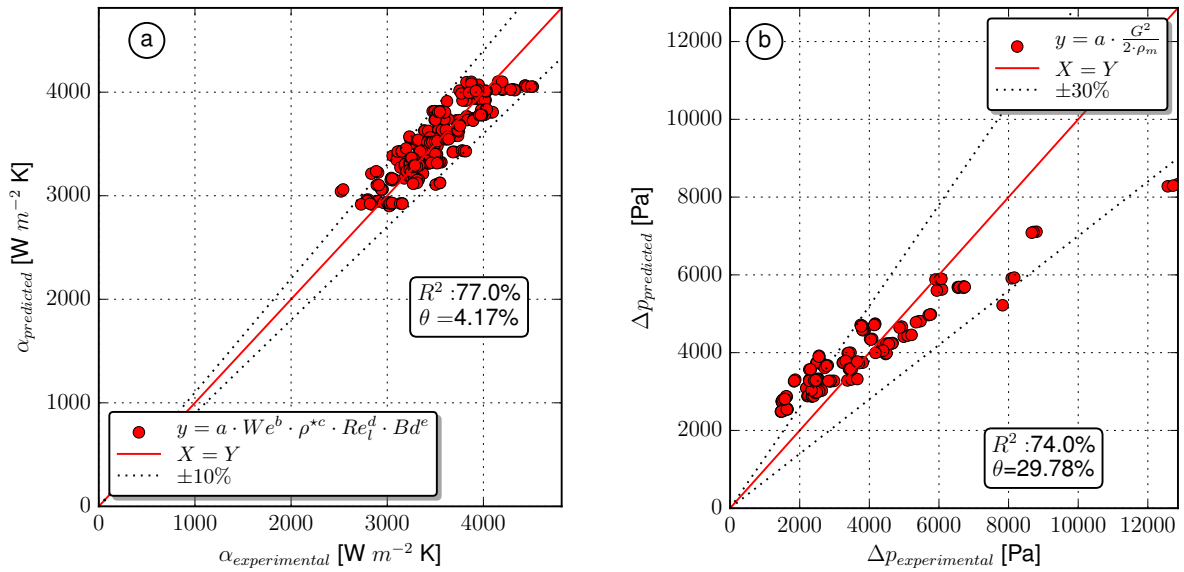 a
4000
3000
2000
1000
0
α_predicted [W m⁻² K]
R² :77.0%
θ =4.17%
y = a · We^b · ρ^⋆c · Re_l^d · Bd^e
X = Y
±10%
0 1000 2000 3000 4000
α_experimental [W m⁻² K]
b
12000
10000
8000
6000
4000
2000
0
Δp_predicted [Pa]
y = a · G²/(2·ρ_m)
X = Y
±30%
R² :74.0%
θ=29.78%
0 2000 4000 6000 8000 10000 12000
Δp_experimental [Pa]